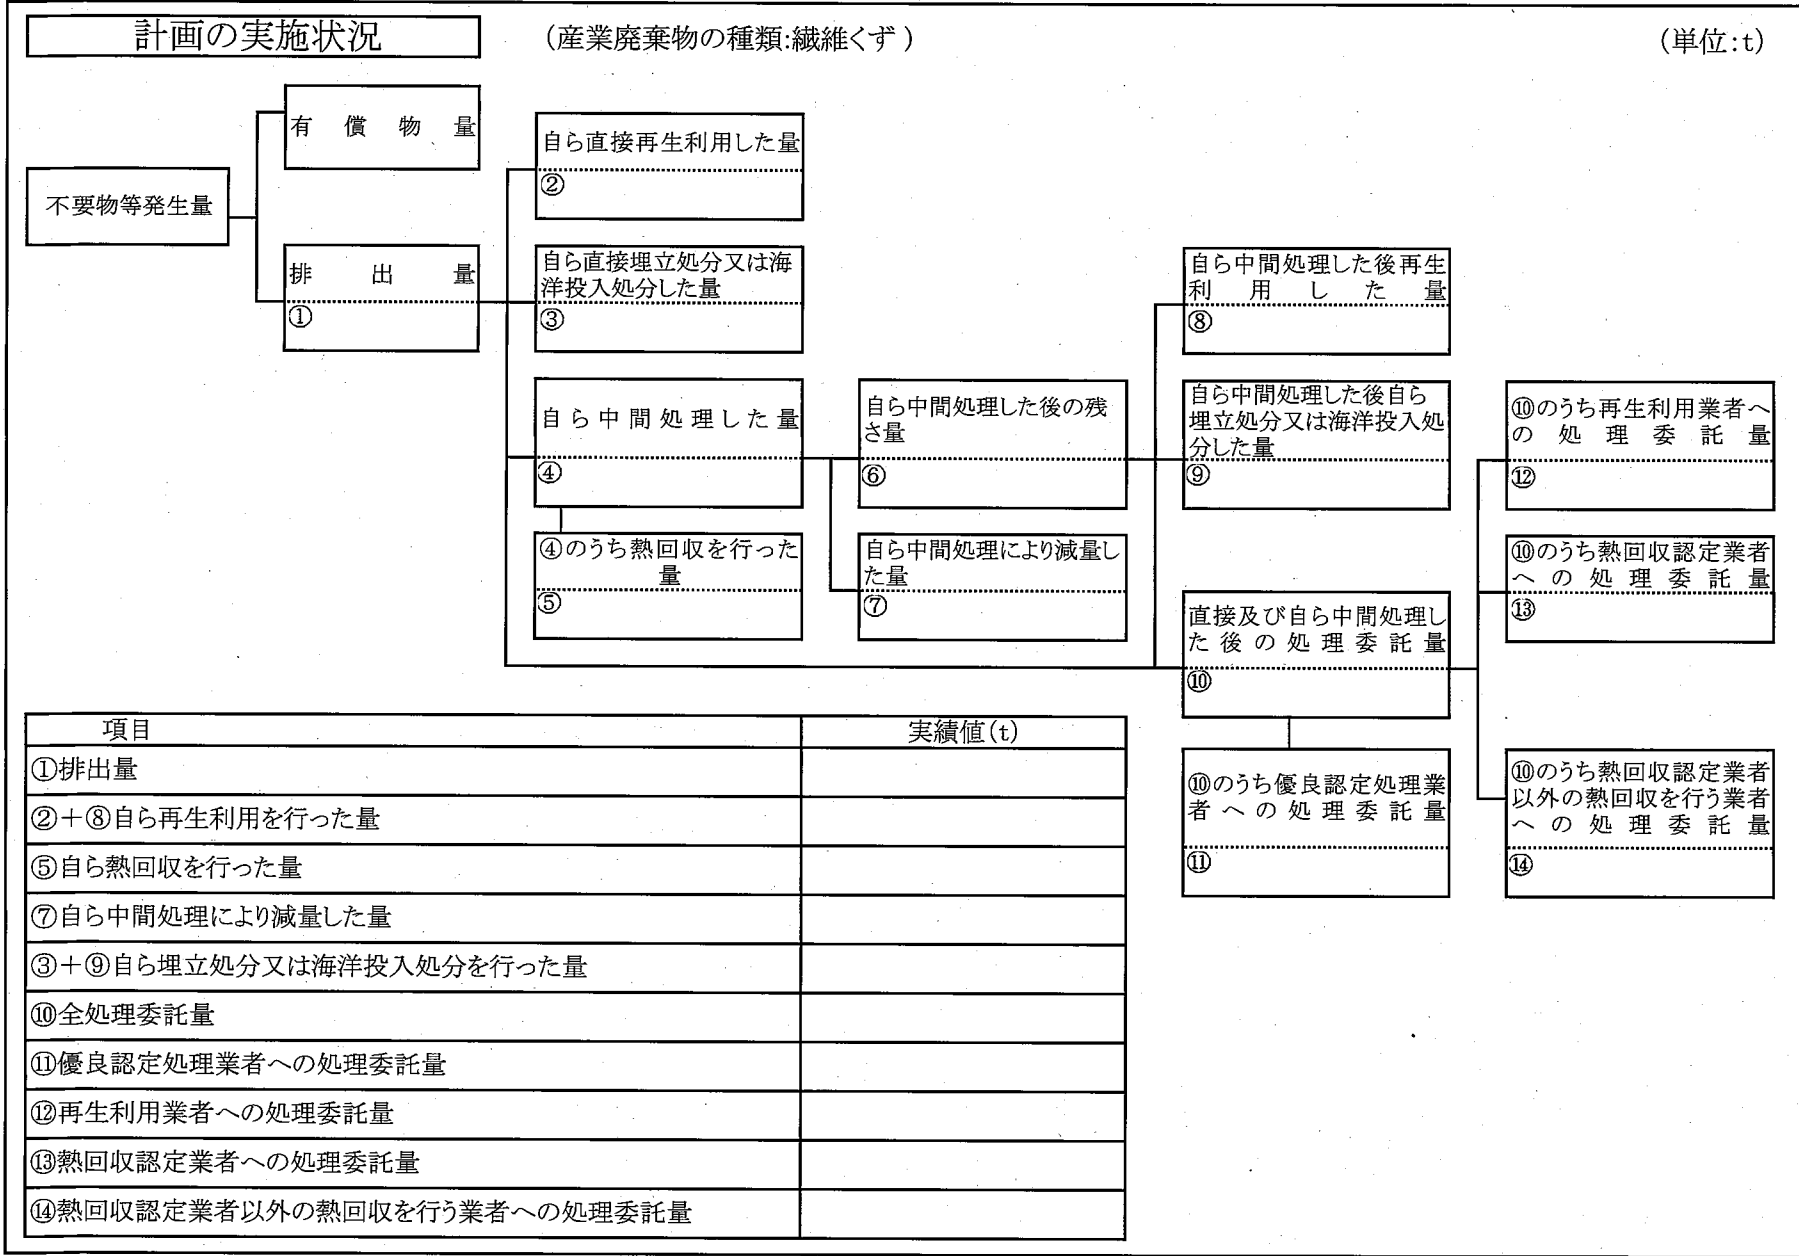 計画の実施状況
(産業廃棄物の種類:繊維くず)
(単位:t)
有償物量
不要物等発生量
排出量
①
自ら直接再生利用した量
②
自ら直接埋立処分又は海
洋投入処分した量
③
自ら中間処理した量
④
④のうち熱回収を行った
量
⑤
自ら中間処理した後の残
さ量
⑥
自ら中間処理により減量し
た量
⑦
自ら中間処理した後再生
利用した量
⑧
自ら中間処理した後自ら
埋立処分又は海洋投入処
分した量
⑨
直接及び自ら中間処理し
た後の処理委託量
⑩
⑩のうち優良認定処理業
者への処理委託量
⑪
⑩のうち再生利用業者へ
の処理委託量
⑫
⑩のうち熱回収認定業者
への処理委託量
⑬
⑩のうち熱回収認定業者
以外の熱回収を行う業者
への処理委託量
⑭
項目 実績値(t)
①排出量
②+⑧自ら再生利用を行った量
⑤自ら熱回収を行った量
⑦自ら中間処理により減量した量
③+⑨自ら埋立処分又は海洋投入処分を行った量
⑩全処理委託量
⑪優良認定処理業者への処理委託量
⑫再生利用業者への処理委託量
⑬熱回収認定業者への処理委託量
⑭熱回収認定業者以外の熱回収を行う業者への処理委託量